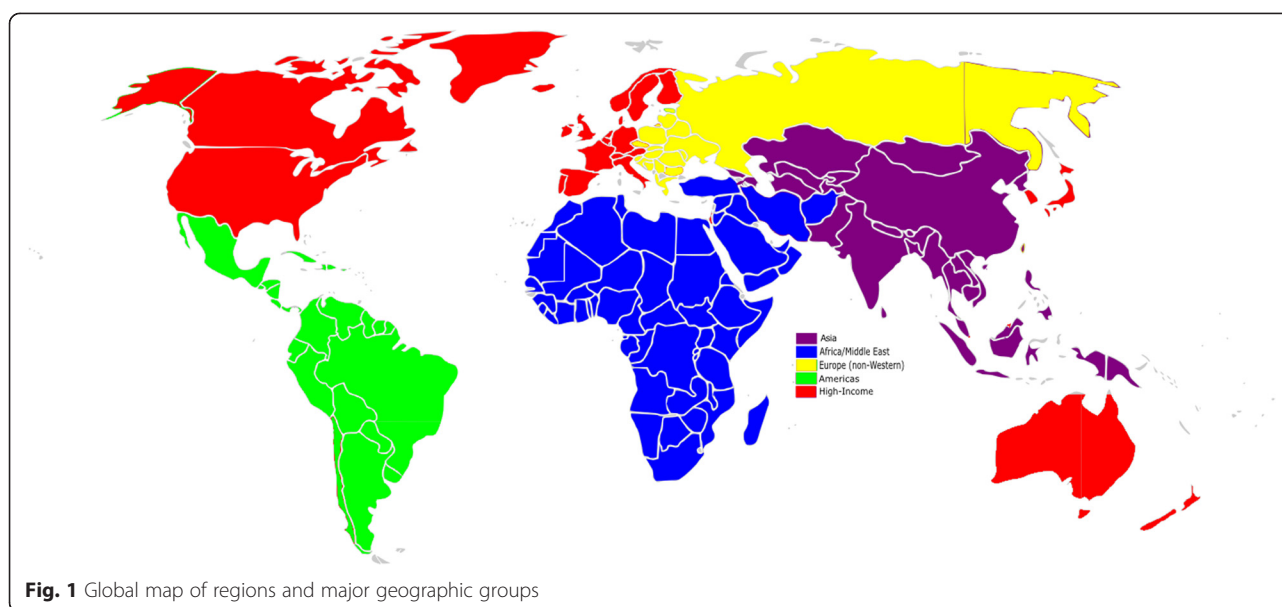 Asia
Africa/Middle East
Europe (non-Western)
Americas
High-Income
Fig. 1 Global map of regions and major geographic groups